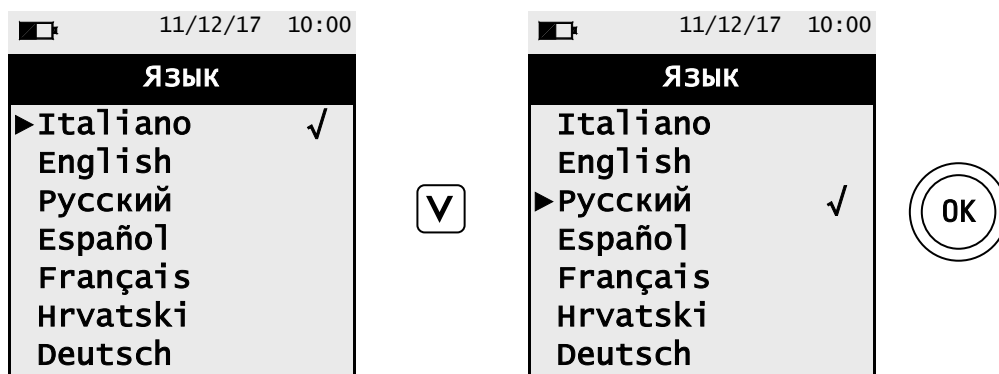 11/12/17 10:00
Язык
►Italiano √
English
Русский
Español
Français
Hrvatski
Deutsch
V
11/12/17 10:00
Язык
Italiano
English
►Русский √
Español
Français
Hrvatski
Deutsch
OK